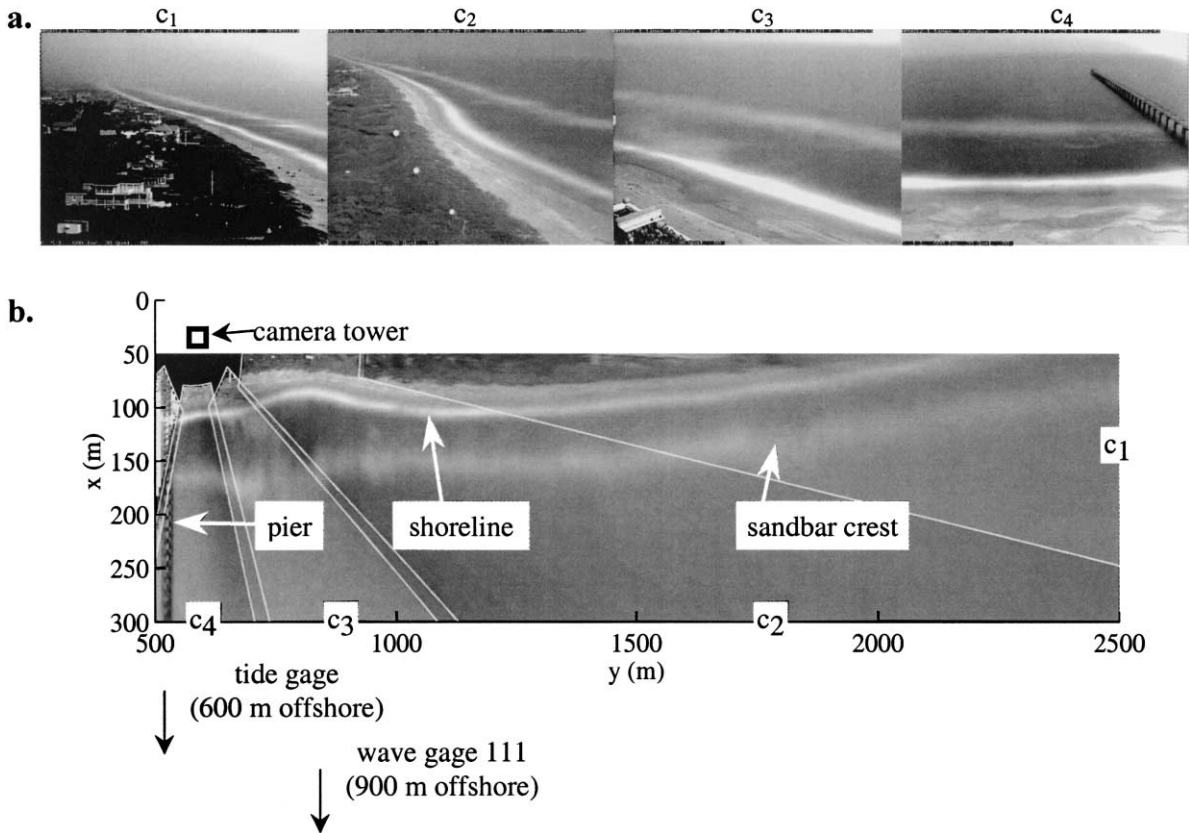 a.
c1
c2
c3
c4
b.
0
50
100
150
200
250
300
x (m)
camera tower
c1
pier
shoreline
sandbar crest
c4
c3
c2
500
1000
1500
2000
2500
y (m)
tide gage
(600 m offshore)
wave gage 111
(900 m offshore)